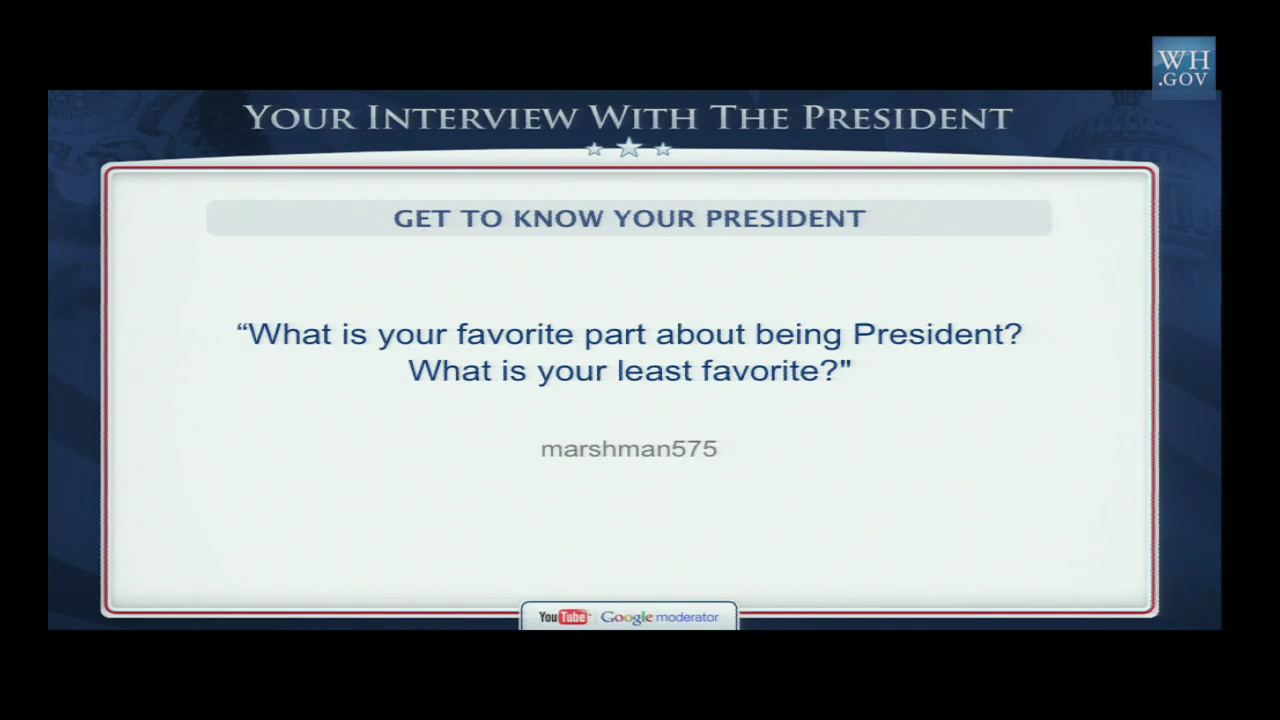 WH
.GOV
YOUR INTERVIEW WITH THE PRESIDENT
GET TO KNOW YOUR PRESIDENT
“What is your favorite part about being President?
What is your least favorite?"
marshman575
YouTube Google moderator